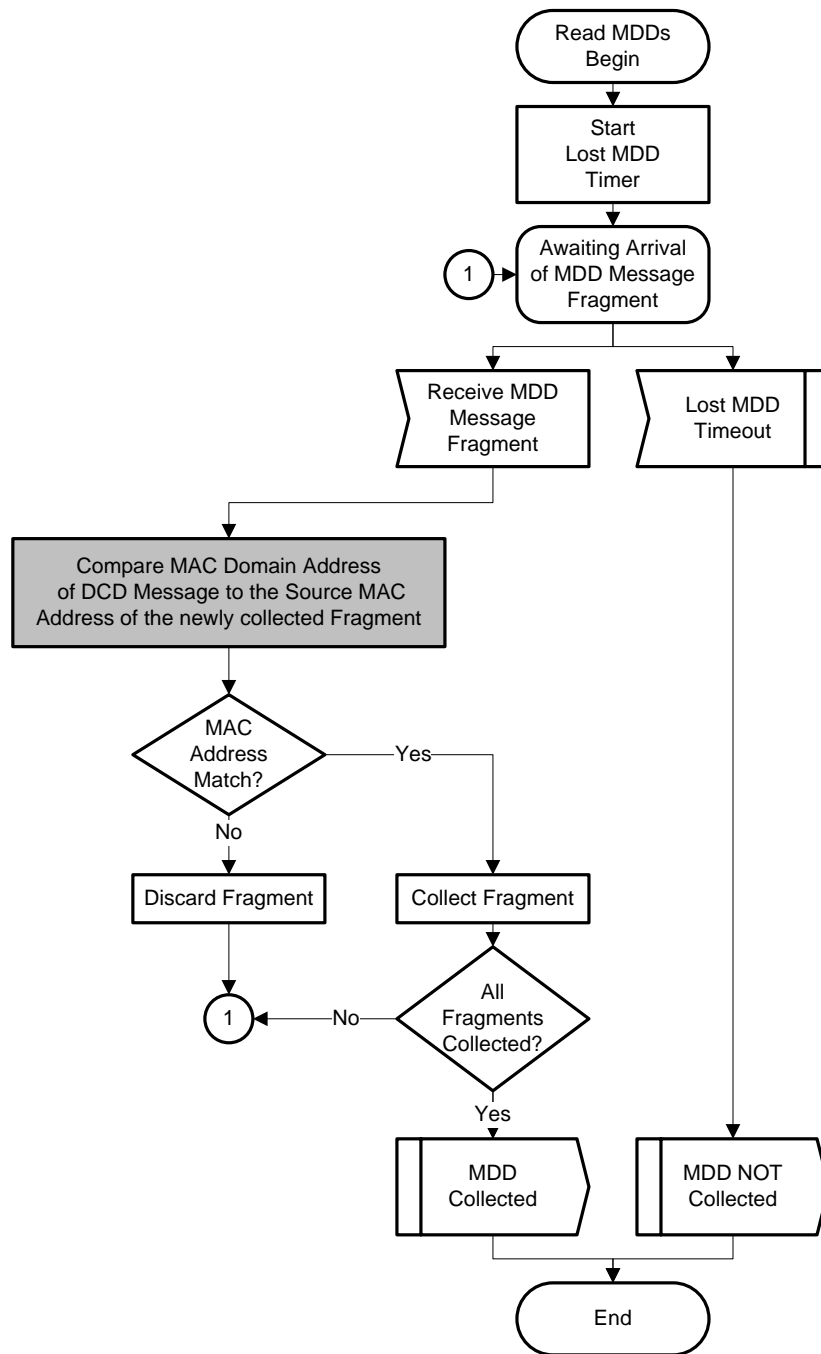 Read MDDs
Begin
Start
Lost MDD
Timer
1
Awaiting Arrival
of MDD Message
Fragment
Receive MDD
Message
Fragment
Lost MDD
Timeout
Compare MAC Domain Address
of DCD Message to the Source MAC
Address of the newly collected Fragment
MAC
Address
Match?
Yes
No
Discard Fragment
Collect Fragment
1
No
All
Fragments
Collected?
Yes
MDD
Collected
MDD NOT
Collected
End